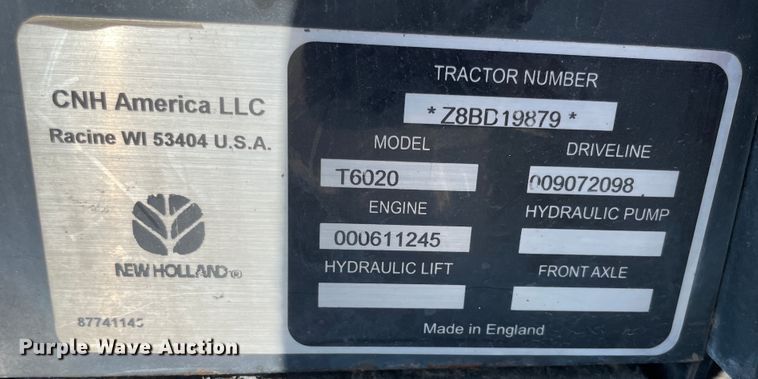 CNH America LLC
Racine WI 53404 U.S.A.
NEW HOLLAND®
TRACTOR NUMBER
*Z8BD19879*
MODEL
DRIVELINE
T6020
009072098
ENGINE
HYDRAULIC PUMP
000611245
HYDRAULIC LIFT
FRONT AXLE
Made in England
Purple Wave Auction